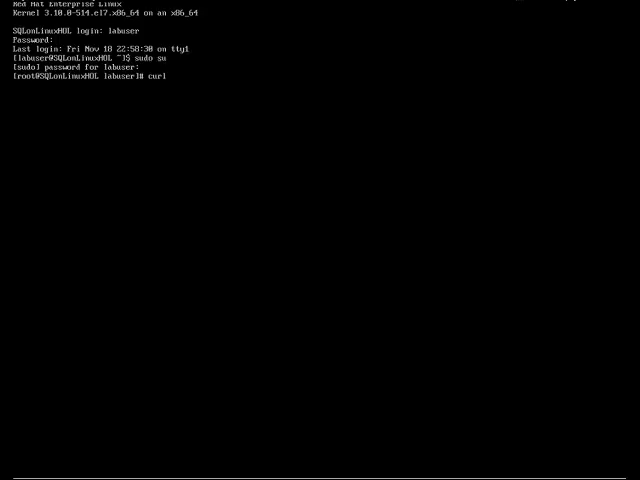 Red Hat Enterprise Linux
Kernel 3.10.0-514.el7.x86_64 on an x86_64
SQLonLinuxHOL login: labuser
Password:
Last login: Fri Nov 18 22:58:30 on tty1
[labuser@SQLonLinuxHOL ~]$ sudo su
[sudo] password for labuser:
[root@SQLonLinuxHOL labuser]# curl